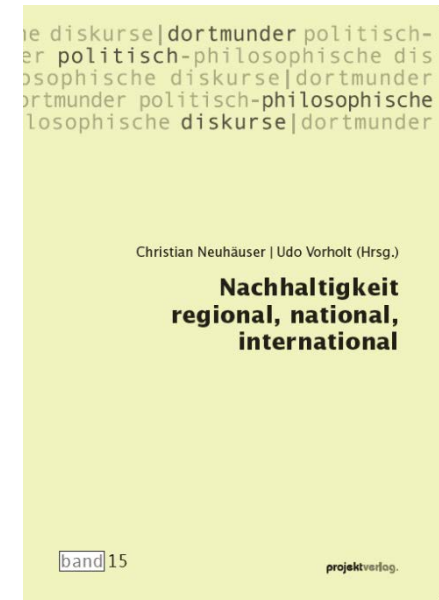 ne diskurse|dortmunder politisch-
er politisch-philosophische dis
osophische diskurse|dortmunder
ortmunder politisch-philosophische
losophische diskurse|dortmunder
Christian Neuhäuser | Udo Vorholt (Hrsg.)
Nachhaltigkeit
regional, national,
international
band 15
projektverlag.